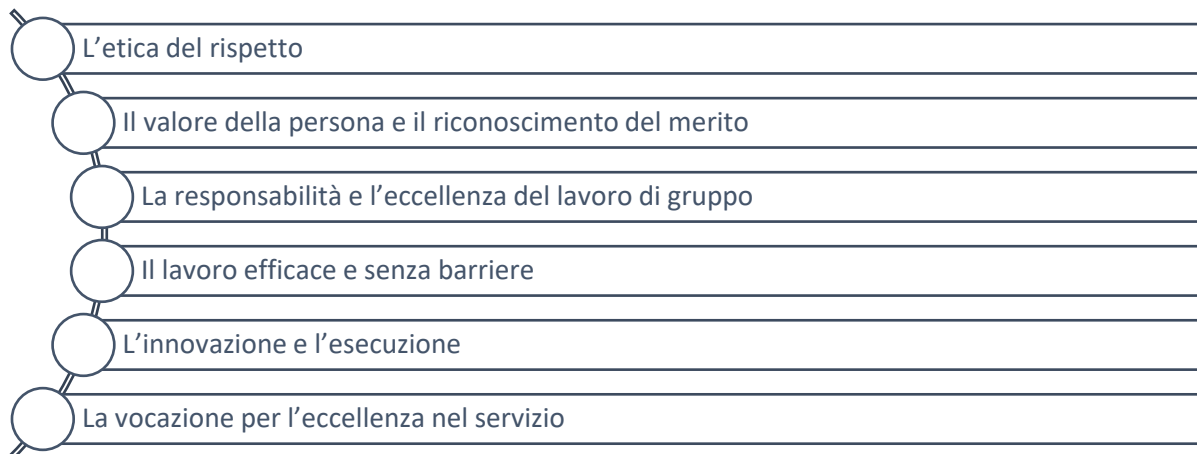 L’etica del rispetto
Il valore della persona e il riconoscimento del merito
La responsabilità e l’eccellenza del lavoro di gruppo
Il lavoro efficace e senza barriere
L’innovazione e l’esecuzione
La vocazione per l’eccellenza nel servizio